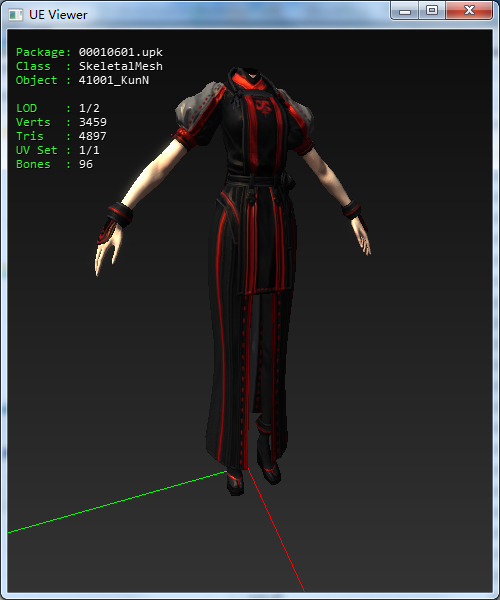 UE Viewer
Package: 00010601.upk
Class  : SkeletalMesh
Object : 41001_KunN
LOD    : 1/2
Verts  : 3459
Tris   : 4897
UV Set : 1/1
Bones  : 96